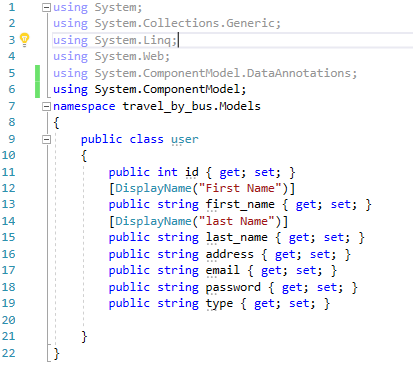 1 using System;
2 using System.Collections.Generic;
3 using System.Linq;
4 using System.Web;
5 using System.ComponentModel.DataAnnotations;
6 using System.ComponentModel;
7 namespace travel_by_bus.Models
8 {
9 public class user
10 {
11 public int id { get; set; }
12 [DisplayName("First Name")]
13 public string first_name { get; set; }
14 [DisplayName("last Name")]
15 public string last_name { get; set; }
16 public string address { get; set; }
17 public string email { get; set; }
18 public string password { get; set; }
19 public string type { get; set; }
20
21 }
22 }